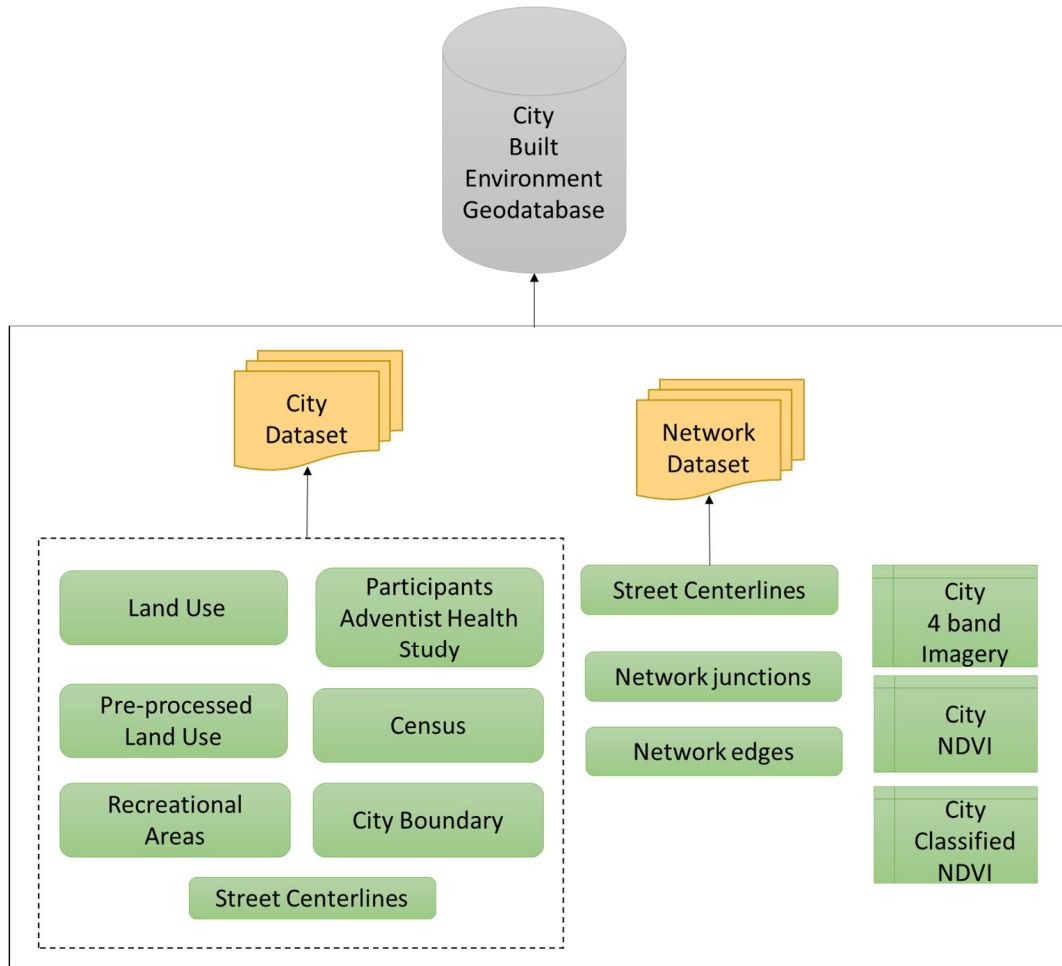 City
Built
Environment
Geodatabase
City
Dataset
Network
Dataset
Land Use
Participants
Adventist Health
Study
Pre-processed
Land Use
Census
Recreational
Areas
City Boundary
Street Centerlines
Street Centerlines
Network junctions
Network edges
City
4 band
Imagery
City
NDVI
City
Classified
NDVI